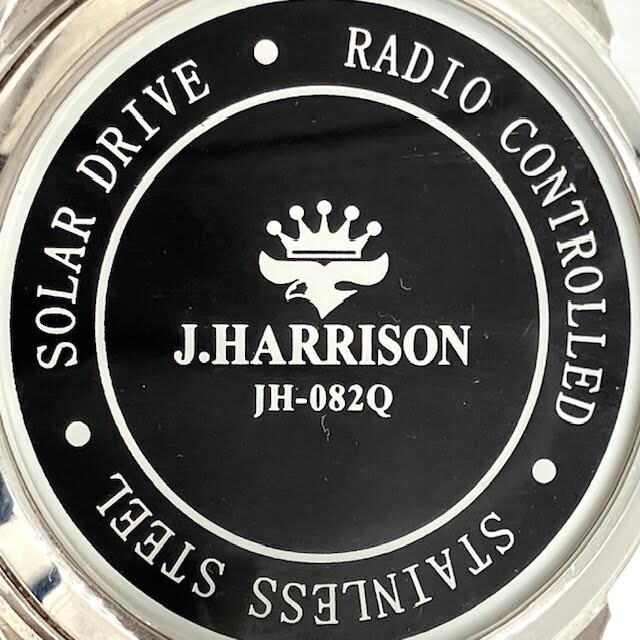 SOLAR DRIVE • RADIO CONTROLLED • STAINLESS STEEL •
J.HARRISON
JH-082Q